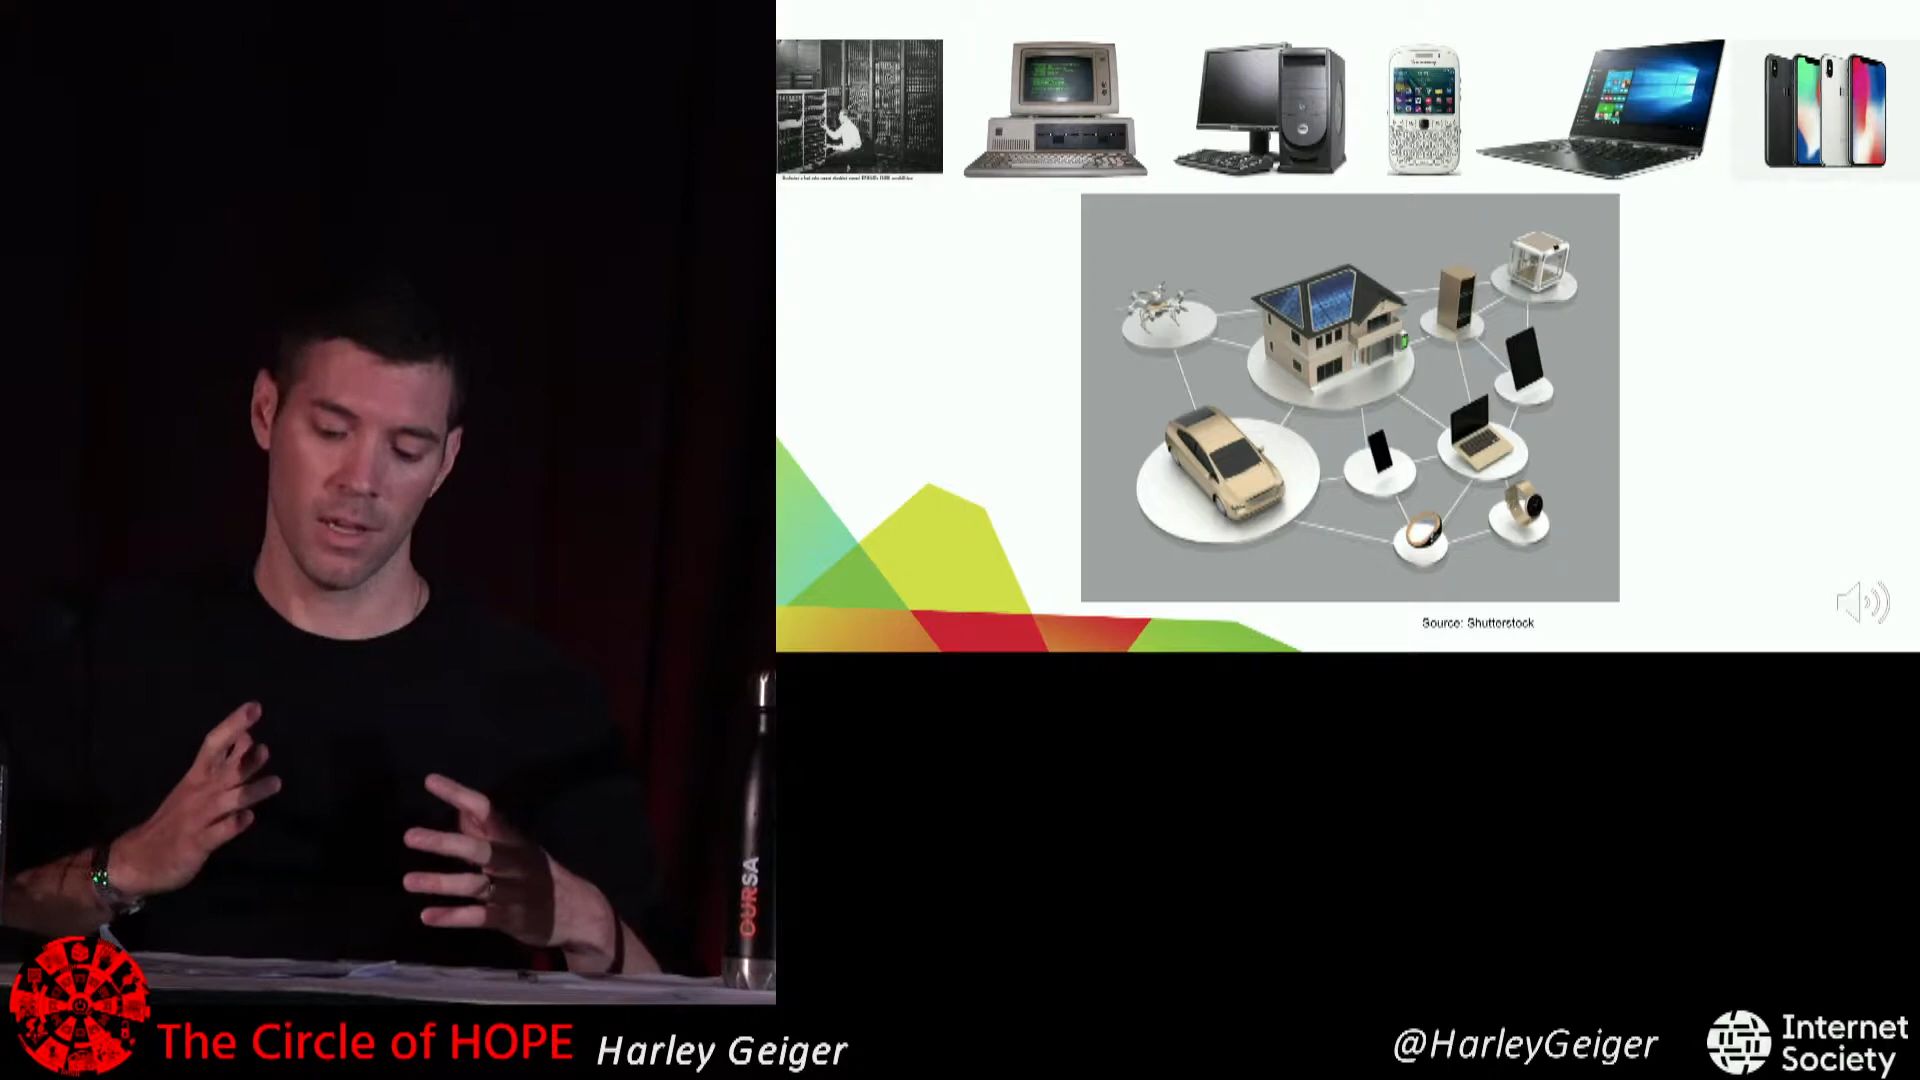 Source: Shutterstock
OURSA
The Circle of HOPE
Harley Geiger
@HarleyGeiger
Internet
Society